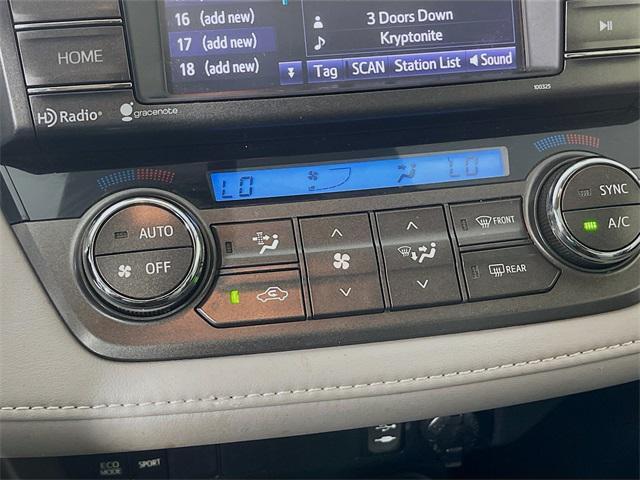 16 (add new)
3 Doors Down
17 (add new)
Kryptonite
18 (add new)
Tag SCAN Station List Sound
HOME
HD Radio®
gracenote
100325
LO LO
AUTO
OFF
FRONT
REAR
SYNC
A/C
ECO MODE
SPORT